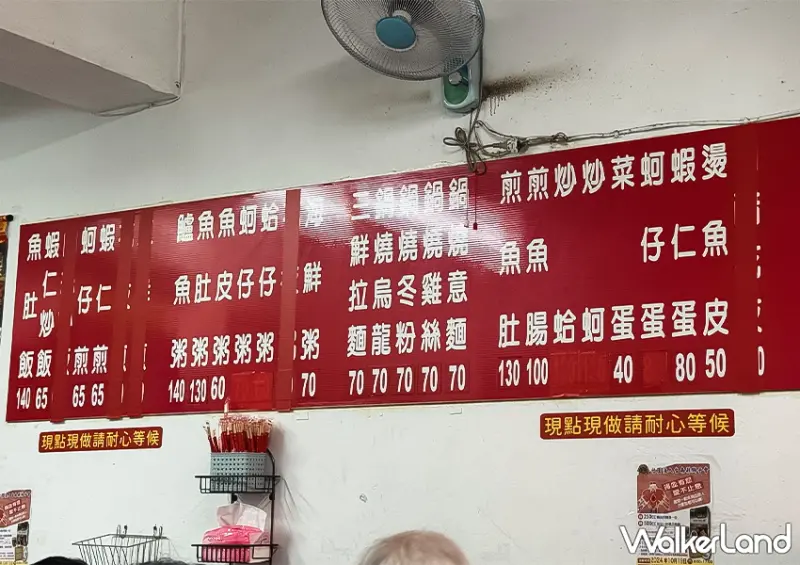 魚肚飯 140
蝦仁炒飯 65
蚵仔煎 65
蝦仁煎 65
鱸魚粥 140
魚肚粥 130
魚皮粥 60
蚵仔粥
蛤仔粥
海鮮粥 70
三鮮拉麵 70
鍋燒烏龍 70
鍋燒冬粉 70
鍋燒雞絲 70
鍋燒意麵 70
煎魚肚 130
煎魚腸 100
炒蛤
炒蚵
菜蛋 40
蚵仔蛋
蝦仁蛋 80
燙魚皮 50
現點現做請耐心等候
現點現做請耐心等候
WalkerLand